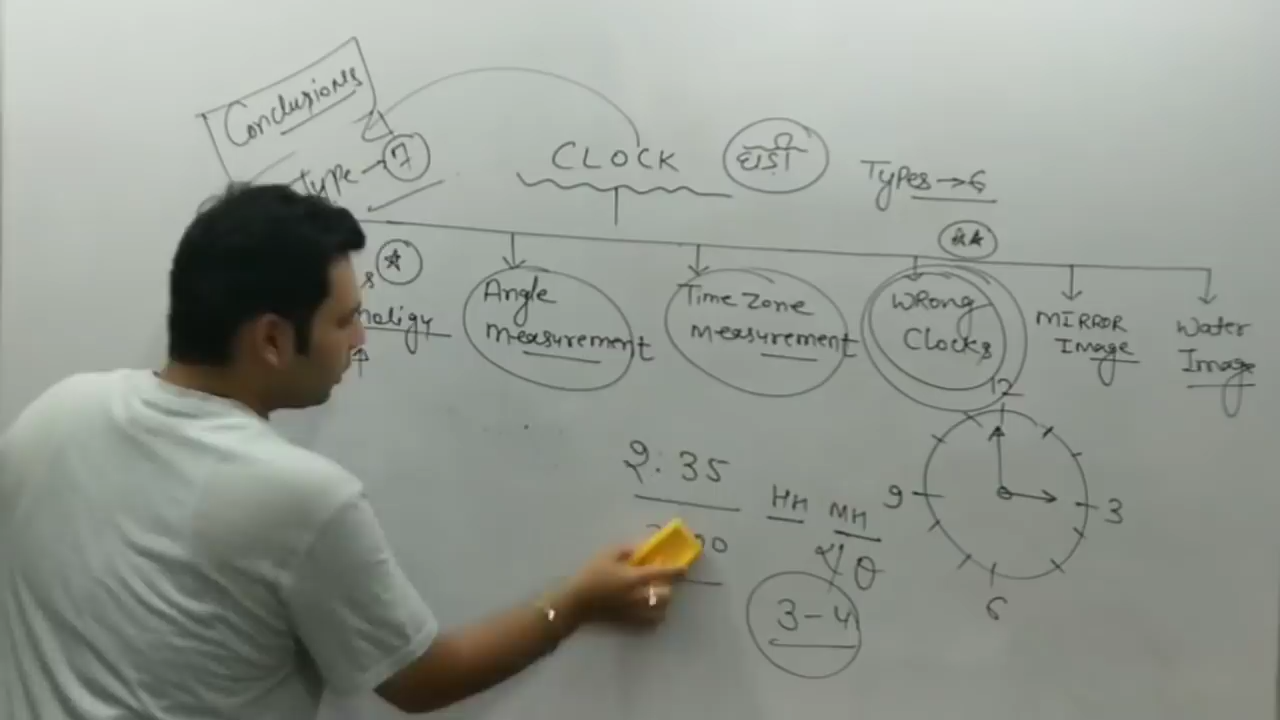 Conclusions
Type → 7
CLOCK
घड़ी
Types → 6
Angle
Measurement
Time Zone
Measurement
WRong
Clocks
MIRROR
Image
Water
Image
2:35
HH MH
3-4
12
9
3
6